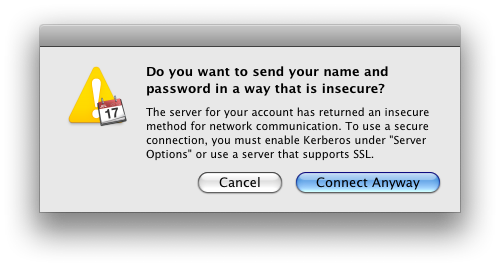 Do you want to send your name and
password in a way that is insecure?
The server for your account has returned an insecure
method for network communication. To use a secure
connection, you must enable Kerberos under "Server
Options" or use a server that supports SSL.
17
Cancel
Connect Anyway